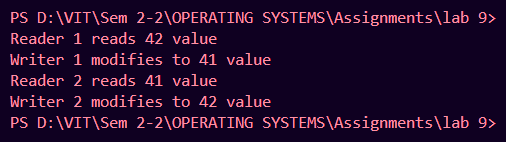 PS D:\VIT\Sem 2-2\OPERATING SYSTEMS\Assignments\lab 9>
Reader 1 reads 42 value
Writer 1 modifies to 41 value
Reader 2 reads 41 value
Writer 2 modifies to 42 value
PS D:\VIT\Sem 2-2\OPERATING SYSTEMS\Assignments\lab 9>